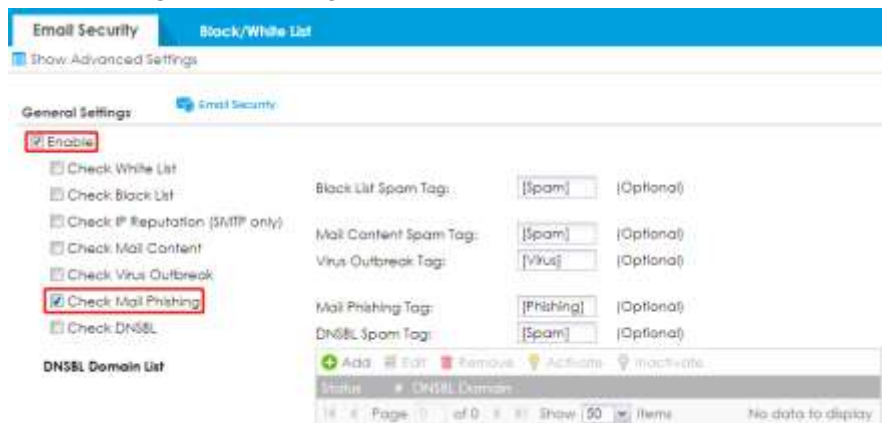 Email Security Black/White List
Show Advanced Settings
General Settings Email Security
Enable
Check White List
Check Black List Black List Spam Tag: [Spam] (Optional)
Check IP Reputation (SMTP only)
Check Mail Content Mail Content Spam Tag: [Spam] (Optional)
Check Virus Outbreak Virus Outbreak Tag: [Virus] (Optional)
Check Mail Phishing Mail Phishing Tag: [Phishing] (Optional)
Check DNSBL DNSBL Spam Tag: [Spam] (Optional)
DNSBL Domain List Add Edit Remove Activate Inactivate
Status # DNSBL Domain
Page of 0 Show 50 items No data to display